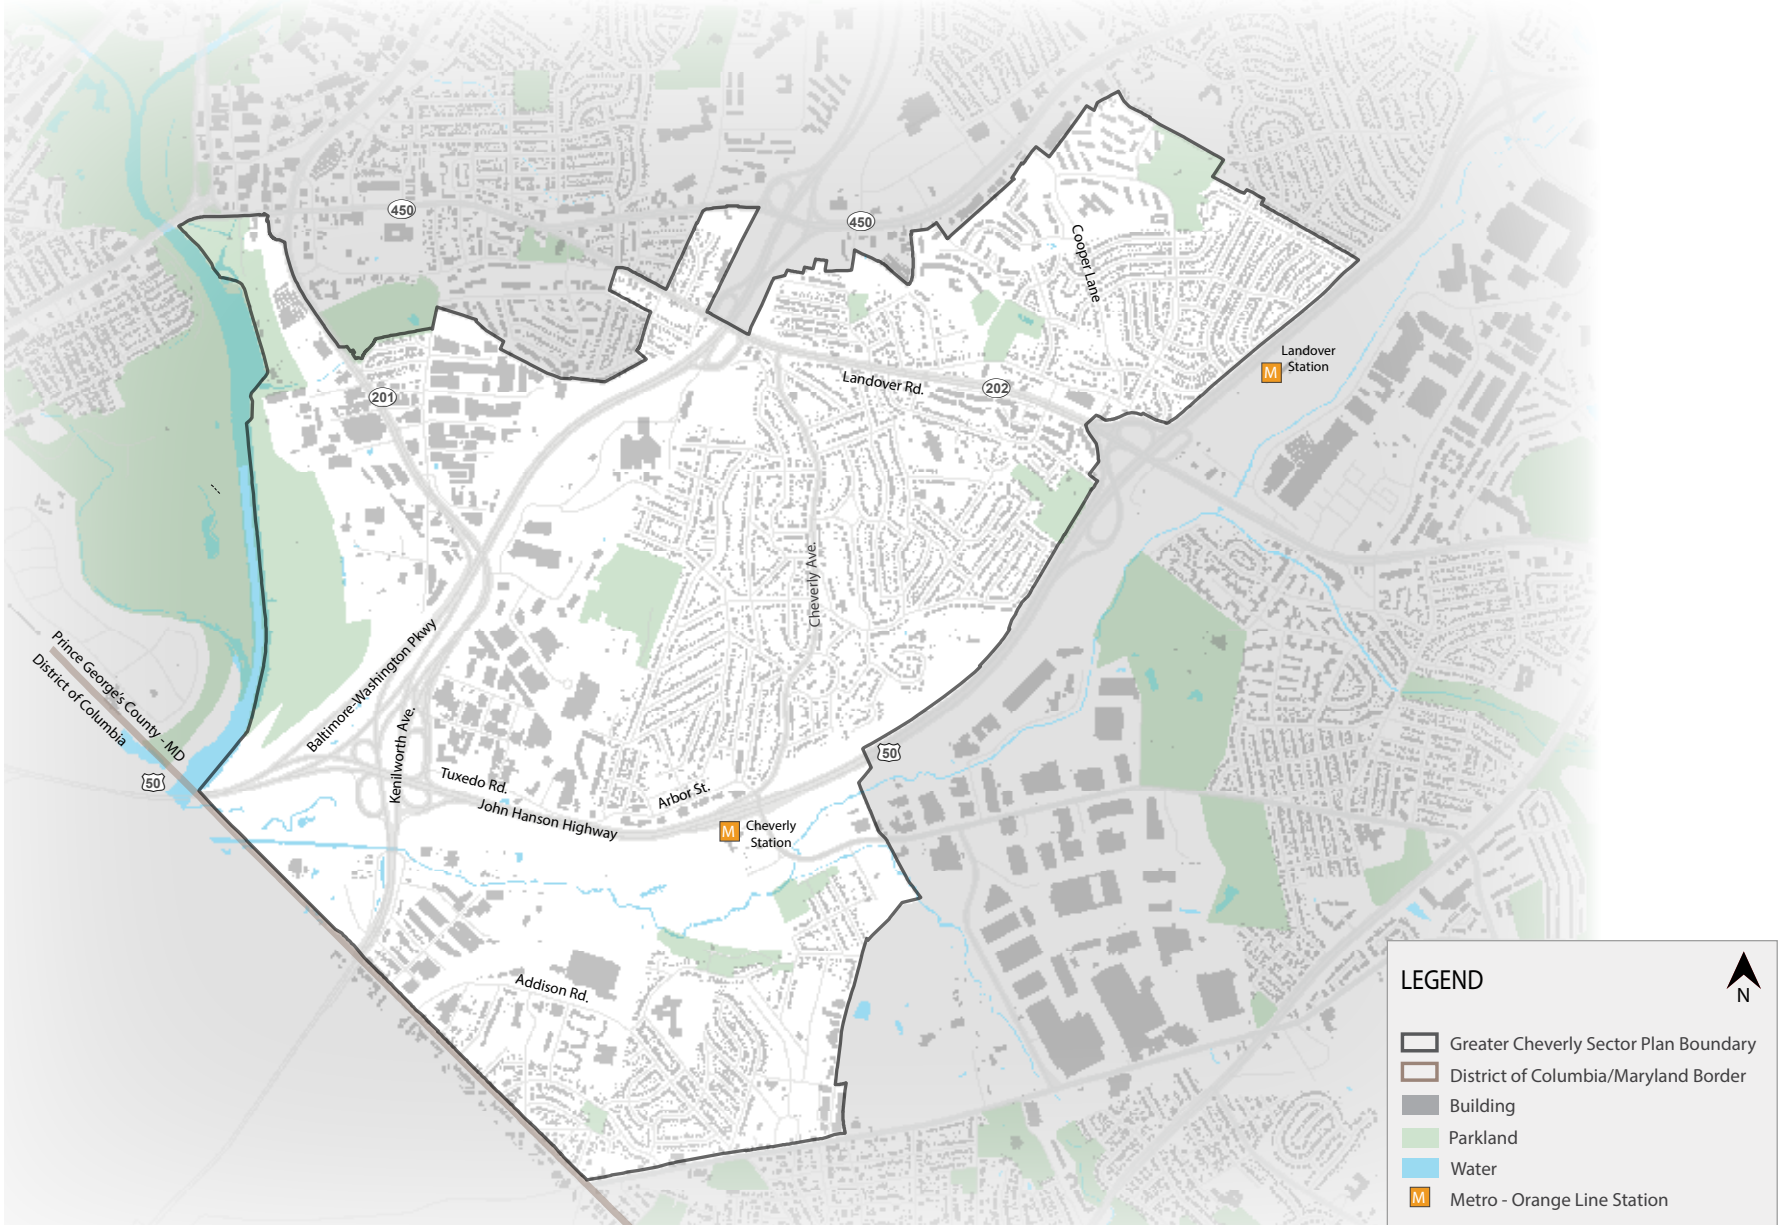 450
450
Cooper Lane
Landover
Station
M
Landover Rd.
202
201
Cheverly Ave.
Prince George's County - MD
District of Columbia
Baltimore-Washington Pkwy
Kenilworth Ave.
50
50
Tuxedo Rd.
John Hanson Highway
Arbor St.
M
Cheverly
Station
Addison Rd.
LEGEND
N
Greater Cheverly Sector Plan Boundary
District of Columbia/Maryland Border
Building
Parkland
Water
M
Metro - Orange Line Station